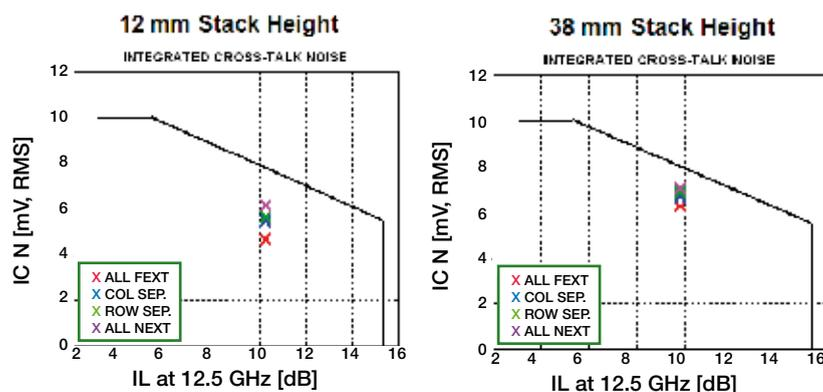 12 mm Stack Height
INTEGRATED CROSS-TALK NOISE
12
10
8
6
4
2
0
IC N [mV, RMS]
X ALL FEXT
X COL SEP.
X ROW SEP.
X ALL NEXT
2 4 6 8 10 12 14 16
IL at 12.5 GHz [dB]
38 mm Stack Height
INTEGRATED CROSS-TALK NOISE
12
10
8
6
4
2
0
IC N [mV, RMS]
X ALL FEXT
X COL SEP.
X ROW SEP.
X ALL NEXT
2 4 6 8 10 12 14 16
IL at 12.5 GHz [dB]